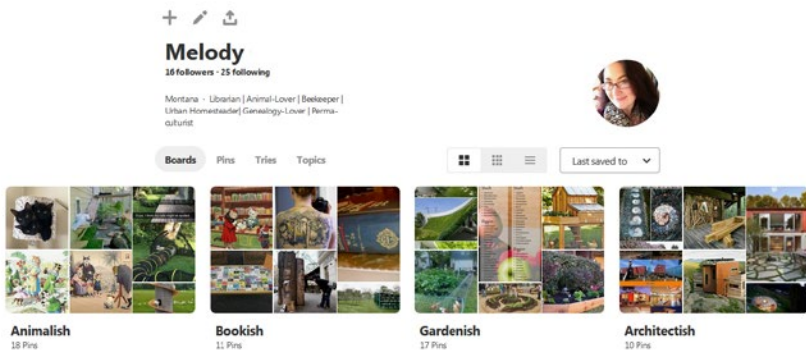 Melody
16 followers · 25 following
Montana · Librarian | Animal-Lover | Beekeeper |
Urban Homesteader| Genealogy-Lover | Perma-
culturist
Boards Pins Tries Topics Last saved to
Animalish Bookish Gardenish Architectish
18 Pins 11 Pins 17 Pins 10 Pins